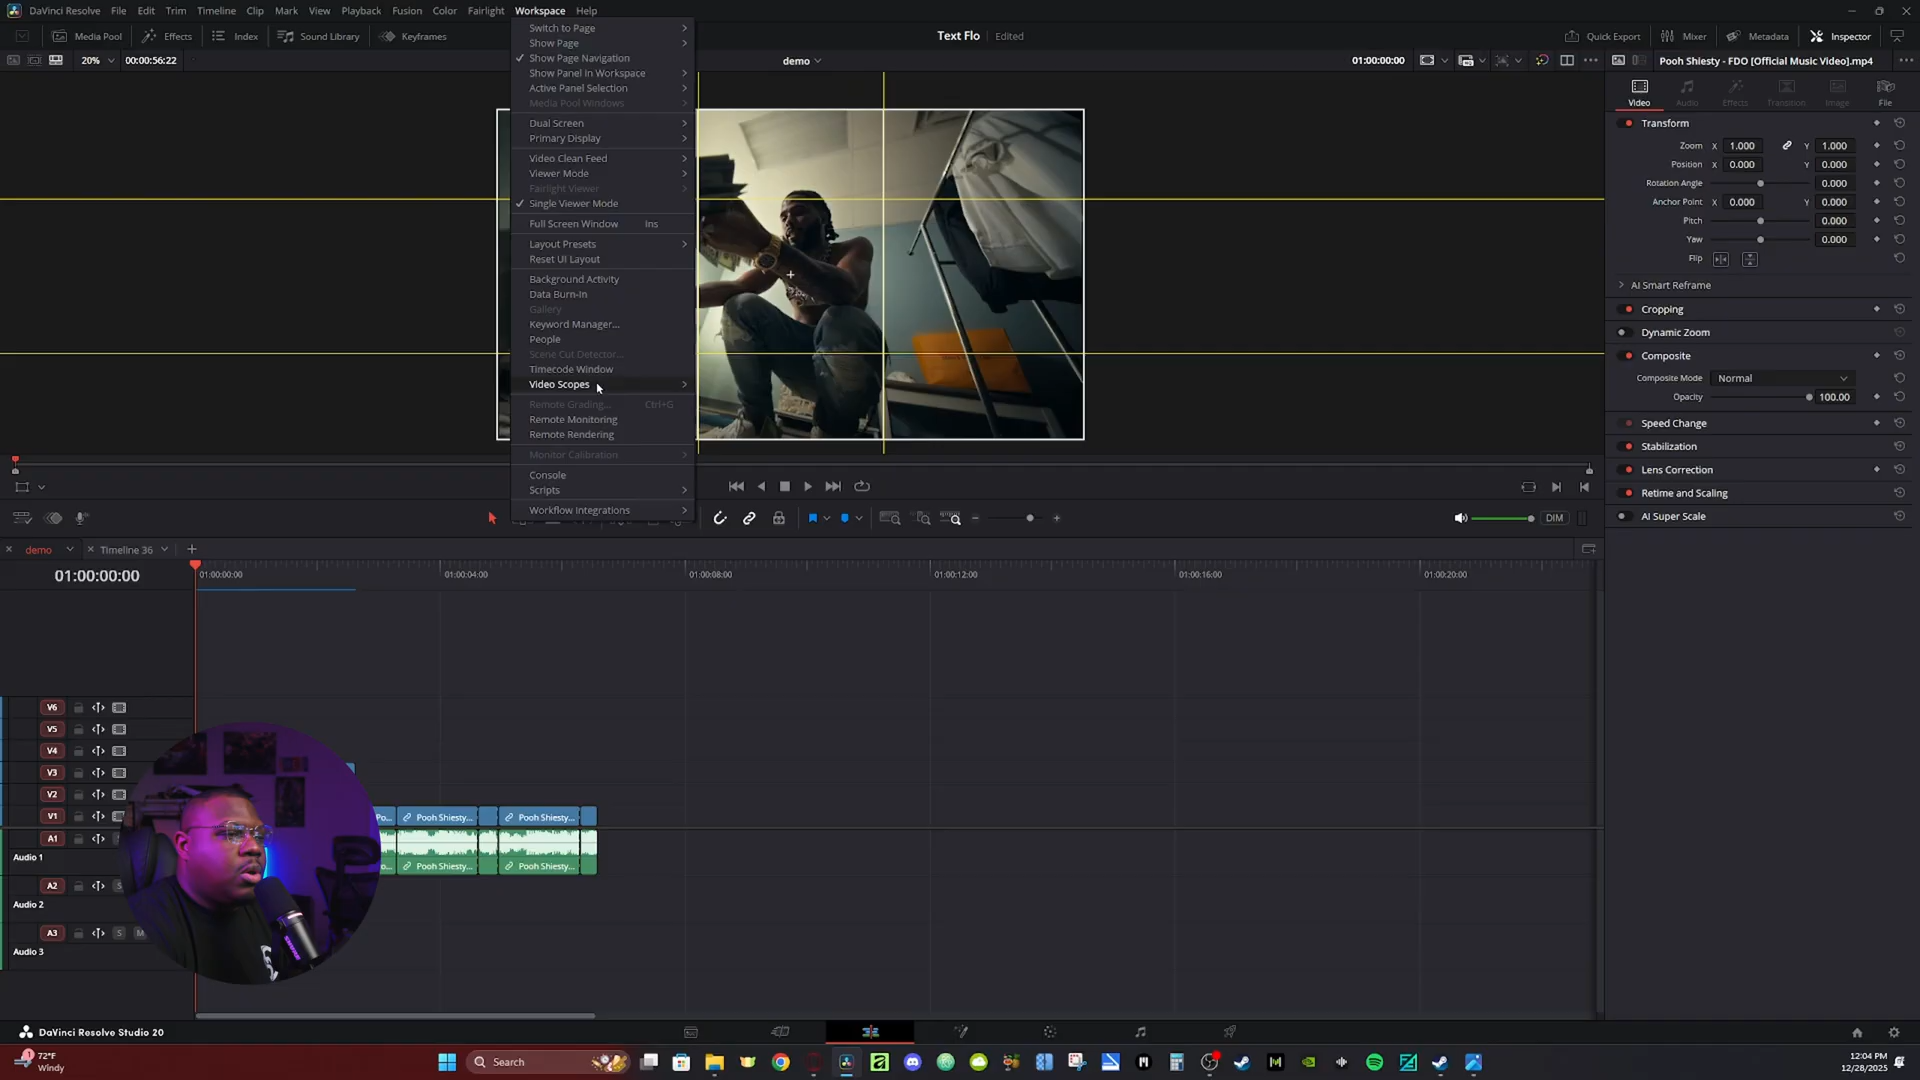 DaVinci Resolve File Edit Trim Timeline Clip Mark View Playback Fusion Color Fairlight Workspace Help
Media Pool Effects Index Sound Library Keyframes
Text Flo Edited
Quick Export Mixer Metadata Inspector
20% 00:00:56:22
demo
01:00:00:00
Pooh Shiesty - FDO [Official Music Video].mp4
Switch to Page
Show Page
Show Page Navigation
Show Panel in Workspace
Active Panel Selection
Media Pool Windows
Dual Screen
Primary Display
Video Clean Feed
Viewer Mode
Fairlight Viewer
Single Viewer Mode
Full Screen Window Ins
Layout Presets
Reset UI Layout
Background Activity
Data Burn-In
Gallery
Keyword Manager...
People
Scene Cut Detector...
Timecode Window
Video Scopes
Remote Grading... Ctrl+G
Remote Monitoring
Remote Rendering
Monitor Calibration
Console
Scripts
Workflow Integrations
Video Audio Effects Transition Image File
Transform
Zoom X 1.000 Y 1.000
Position X 0.000 Y 0.000
Rotation Angle 0.000
Anchor Point X 0.000 Y 0.000
Pitch 0.000
Yaw 0.000
Flip
AI Smart Reframe
Cropping
Dynamic Zoom
Composite
Composite Mode Normal
Opacity 100.00
Speed Change
Stabilization
Lens Correction
Retime and Scaling
AI Super Scale
DIM
demo Timeline 36
01:00:00:00
01:00:00:00 01:00:04:00 01:00:08:00 01:00:12:00 01:00:16:00 01:00:20:00
V6
V5
V4
V3
V2
V1 Po... Pooh Shiesty... Pooh Shiesty...
A1
Audio 1 o... Pooh Shiesty... Pooh Shiesty...
A2 S
Audio 2
A3 S M
Audio 3
DaVinci Resolve Studio 20
1
72°F
Windy
Search
12:04 PM
12/28/2025